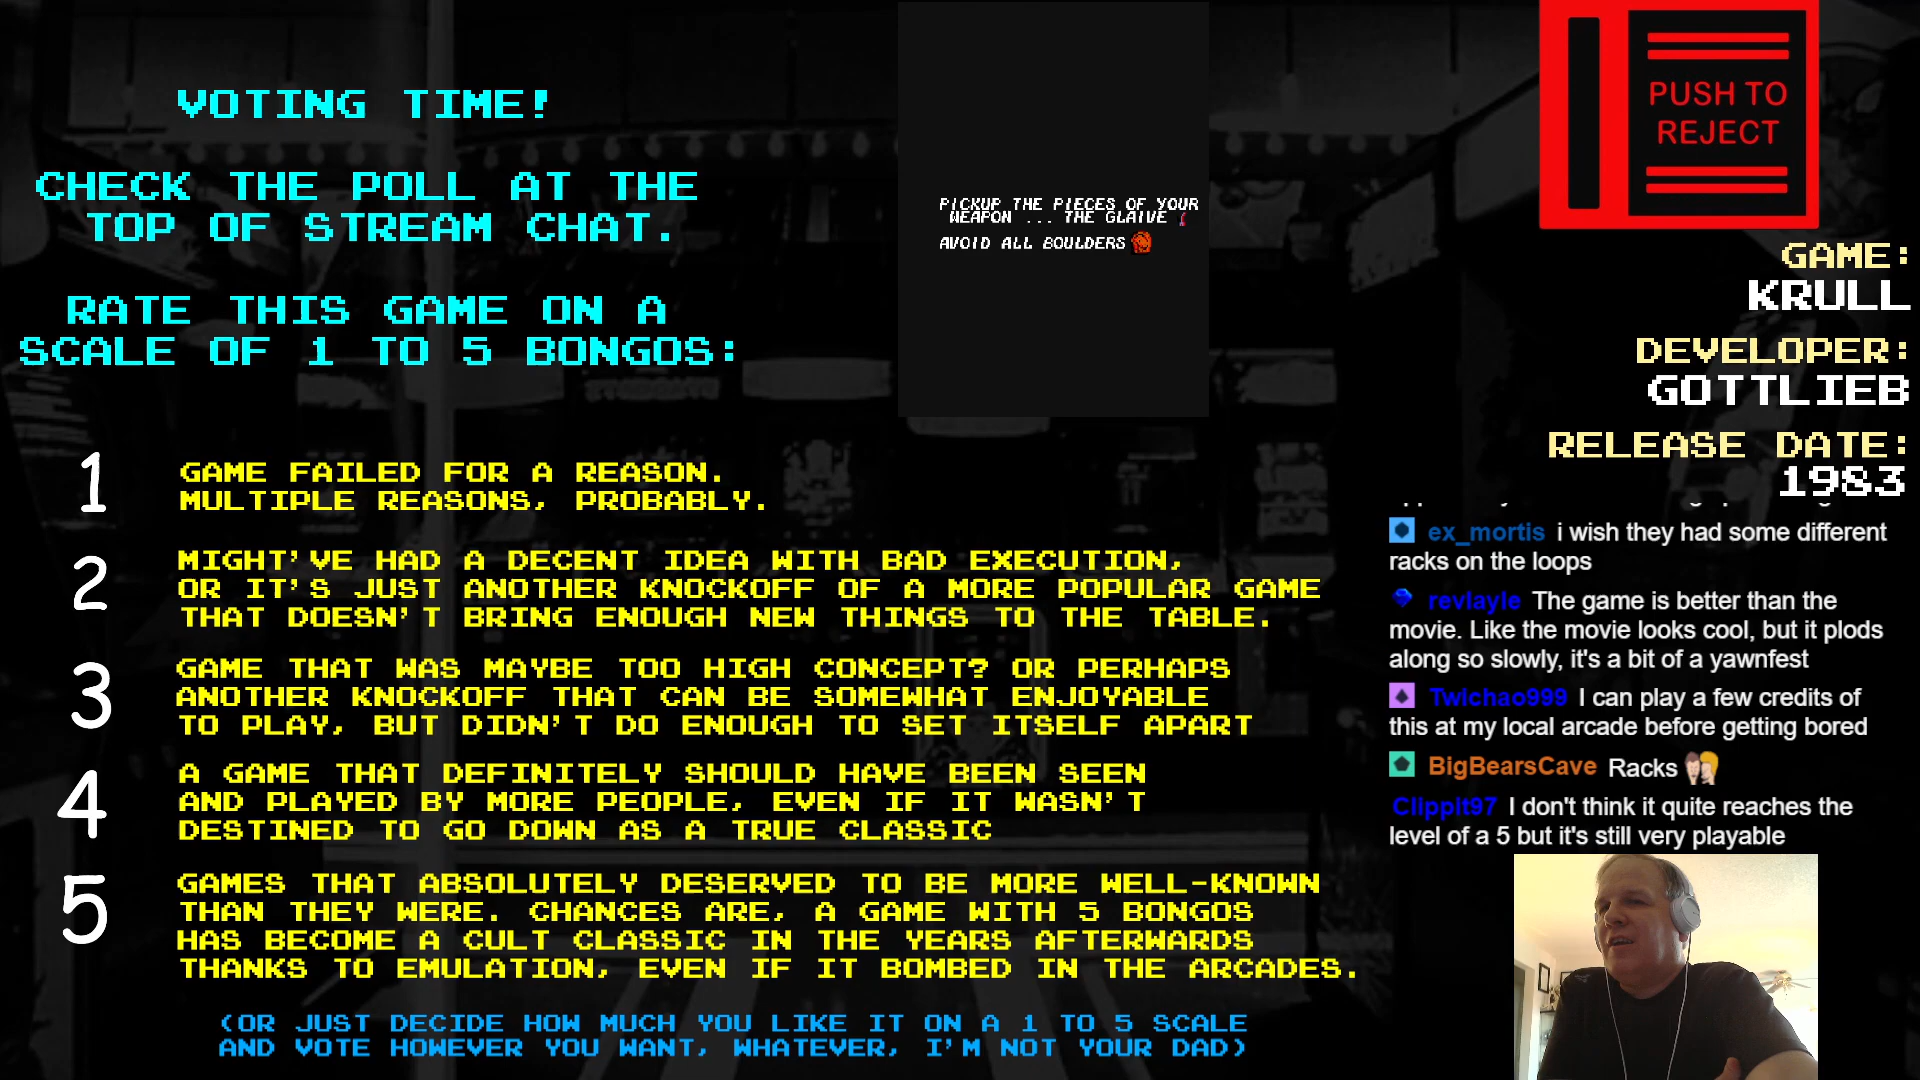 VOTING TIME!
CHECK THE POLL AT THE
TOP OF STREAM CHAT.
RATE THIS GAME ON A
SCALE OF 1 TO 5 BONGOS:
1
GAME FAILED FOR A REASON.
MULTIPLE REASONS, PROBABLY.
2
MIGHT'VE HAD A DECENT IDEA WITH BAD EXECUTION,
OR IT'S JUST ANOTHER KNOCKOFF OF A MORE POPULAR GAME
THAT DOESN'T BRING ENOUGH NEW THINGS TO THE TABLE.
3
GAME THAT WAS MAYBE TOO HIGH CONCEPT? OR PERHAPS
ANOTHER KNOCKOFF THAT CAN BE SOMEWHAT ENJOYABLE
TO PLAY, BUT DIDN'T DO ENOUGH TO SET ITSELF APART
4
A GAME THAT DEFINITELY SHOULD HAVE BEEN SEEN
AND PLAYED BY MORE PEOPLE, EVEN IF IT WASN'T
DESTINED TO GO DOWN AS A TRUE CLASSIC
5
GAMES THAT ABSOLUTELY DESERVED TO BE MORE WELL-KNOWN
THAN THEY WERE. CHANCES ARE, A GAME WITH 5 BONGOS
HAS BECOME A CULT CLASSIC IN THE YEARS AFTERWARDS
THANKS TO EMULATION, EVEN IF IT BOMBED IN THE ARCADES.
(OR JUST DECIDE HOW MUCH YOU LIKE IT ON A 1 TO 5 SCALE
AND VOTE HOWEVER YOU WANT, WHATEVER, I'M NOT YOUR DAD)
PICKUP THE PIECES OF YOUR
WEAPON ... THE GLAIVE
AVOID ALL BOULDERS
PUSH TO
REJECT
GAME:
KRULL
DEVELOPER:
GOTTLIEB
RELEASE DATE:
1983
ex_mortis i wish they had some different
racks on the loops
revlayle The game is better than the
movie. Like the movie looks cool, but it plods
along so slowly, it's a bit of a yawnfest
Twichao999 I can play a few credits of
this at my local arcade before getting bored
BigBearsCave Racks
Clippit97 I don't think it quite reaches the
level of a 5 but it's still very playable